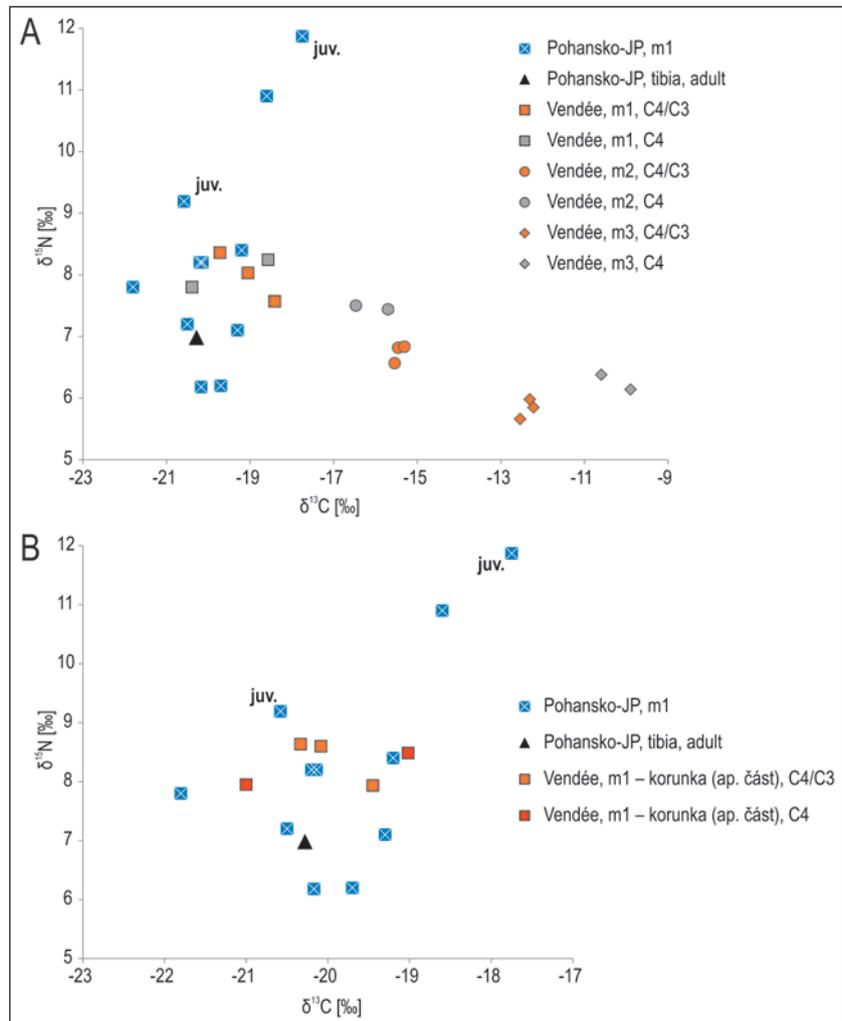 A
12
11
10
9
8
7
6
5
δ¹⁵N [‰]
juv.
juv.
-23
-21
-19
-17
-15
-13
-11
-9
δ¹³C [‰]
Pohansko-JP, m1
Pohansko-JP, tibia, adult
Vendée, m1, C4/C3
Vendée, m1, C4
Vendée, m2, C4/C3
Vendée, m2, C4
Vendée, m3, C4/C3
Vendée, m3, C4
B
12
11
10
9
8
7
6
5
δ¹⁵N [‰]
juv.
juv.
-23
-22
-21
-20
-19
-18
-17
δ¹³C [‰]
Pohansko-JP, m1
Pohansko-JP, tibia, adult
Vendée, m1 – korunka (ap. část), C4/C3
Vendée, m1 – korunka (ap. část), C4